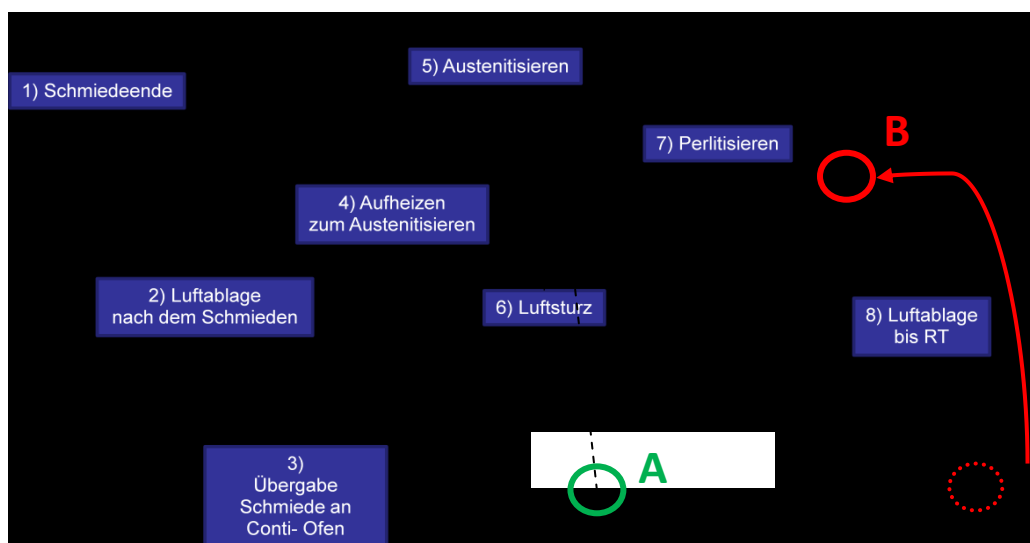 1) Schmiedeende
2) Luftablage
nach dem Schmieden
3)
Übergabe
Schmiede an
Conti- Ofen
4) Aufheizen
zum Austenitisieren
5) Austenitisieren
6) Luftsturz
7) Perlitisieren
8) Luftablage
bis RT
A
B